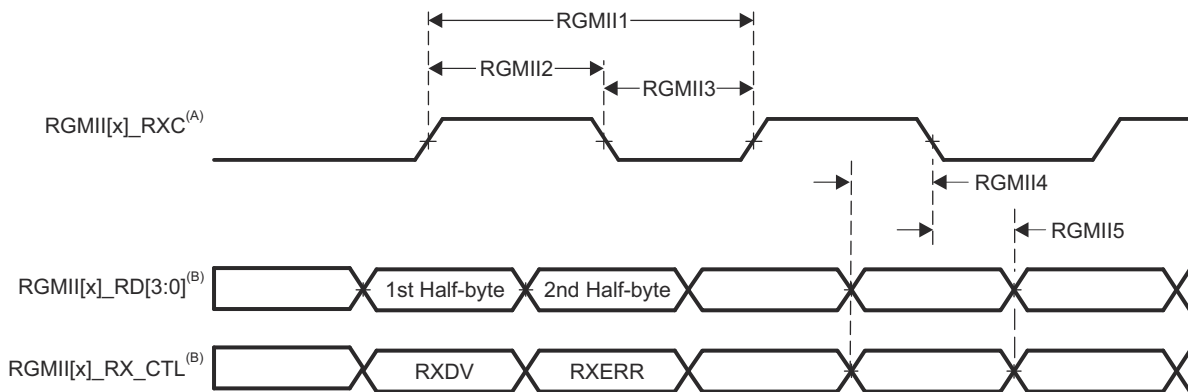 RGMII1
RGMII2
RGMII3
RGMII[x]_RXC(A)
RGMII4
RGMII5
RGMII[x]_RD[3:0](B)
1st Half-byte
2nd Half-byte
RGMII[x]_RX_CTL(B)
RXDV
RXERR